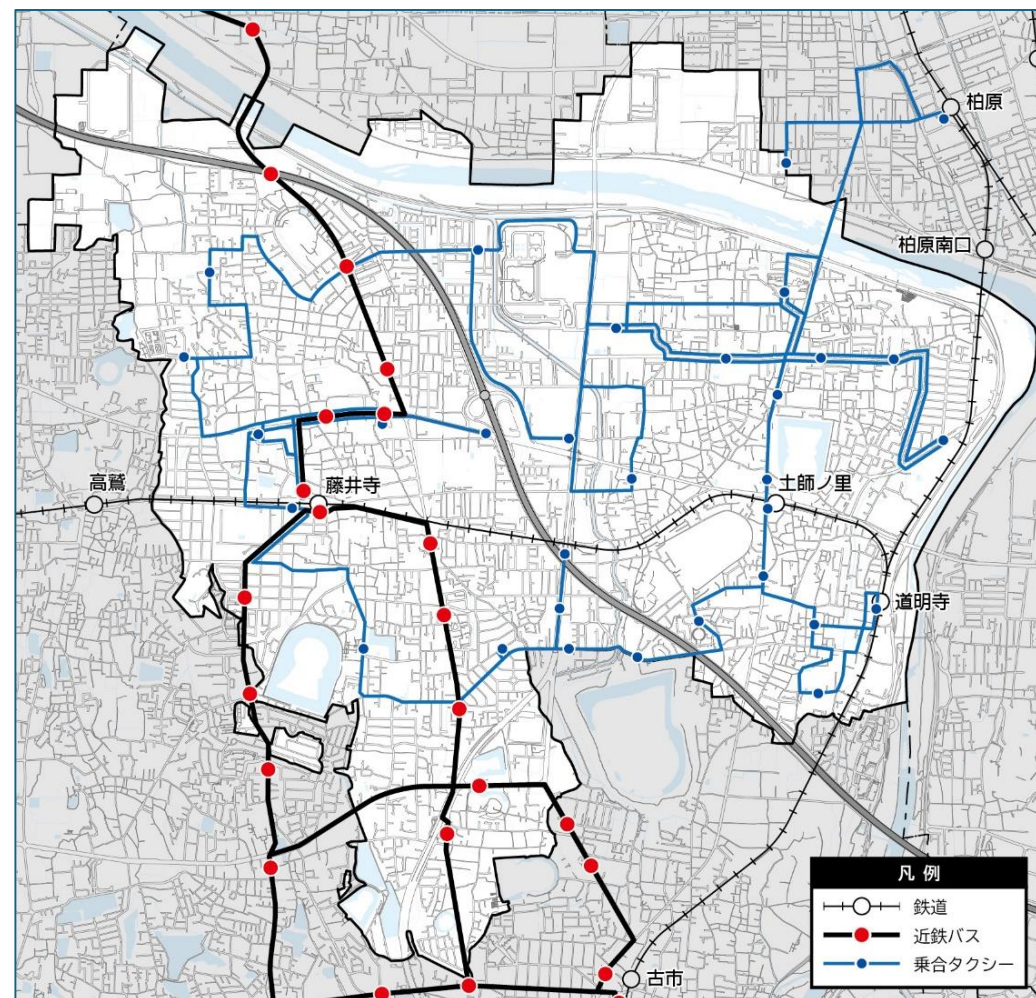 柏原
柏原南口
高鷲
藤井寺
土師ノ里
道明寺
古市
凡例
鉄道
近鉄バス
乗合タクシー